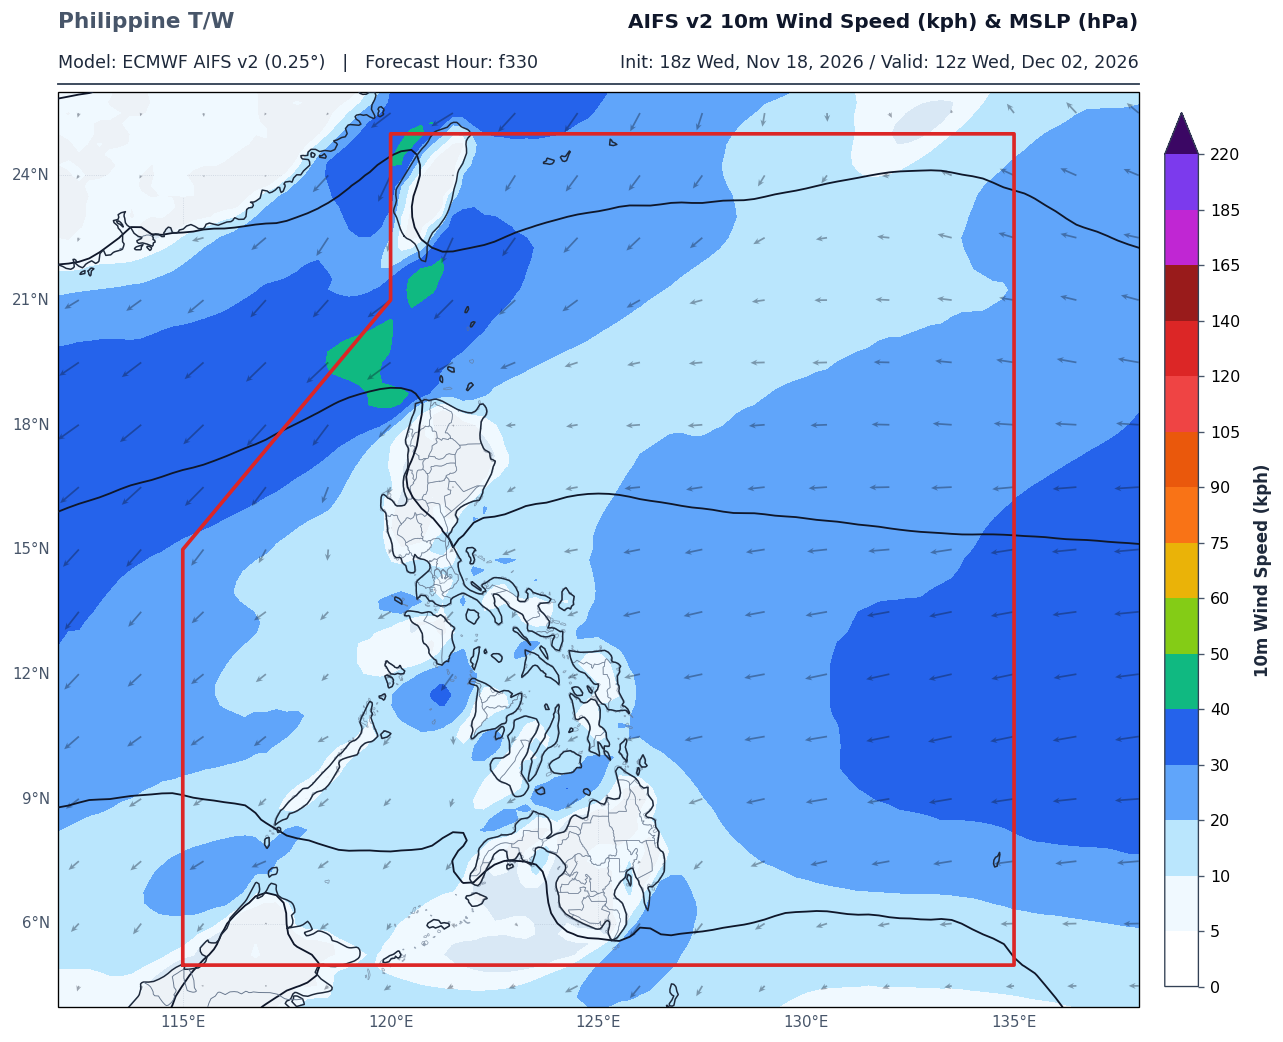 Philippine T/W
AIFS v2 10m Wind Speed (kph) & MSLP (hPa)
Model: ECMWF AIFS v2 (0.25°)   |   Forecast Hour: f330
Init: 18z Wed, Nov 18, 2026 / Valid: 12z Wed, Dec 02, 2026
24°N
21°N
18°N
15°N
12°N
9°N
6°N
115°E
120°E
125°E
130°E
135°E
220
185
165
140
120
105
90
75
60
50
40
30
20
10
5
0
10m Wind Speed (kph)